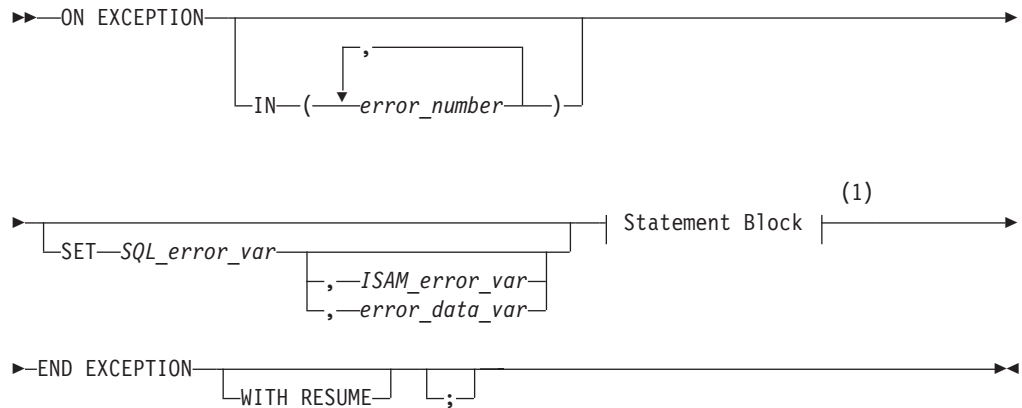 ON EXCEPTION
,
IN ( error_number )
(1)
Statement Block
SET SQL_error_var
, ISAM_error_var
, error_data_var
END EXCEPTION
WITH RESUME ;